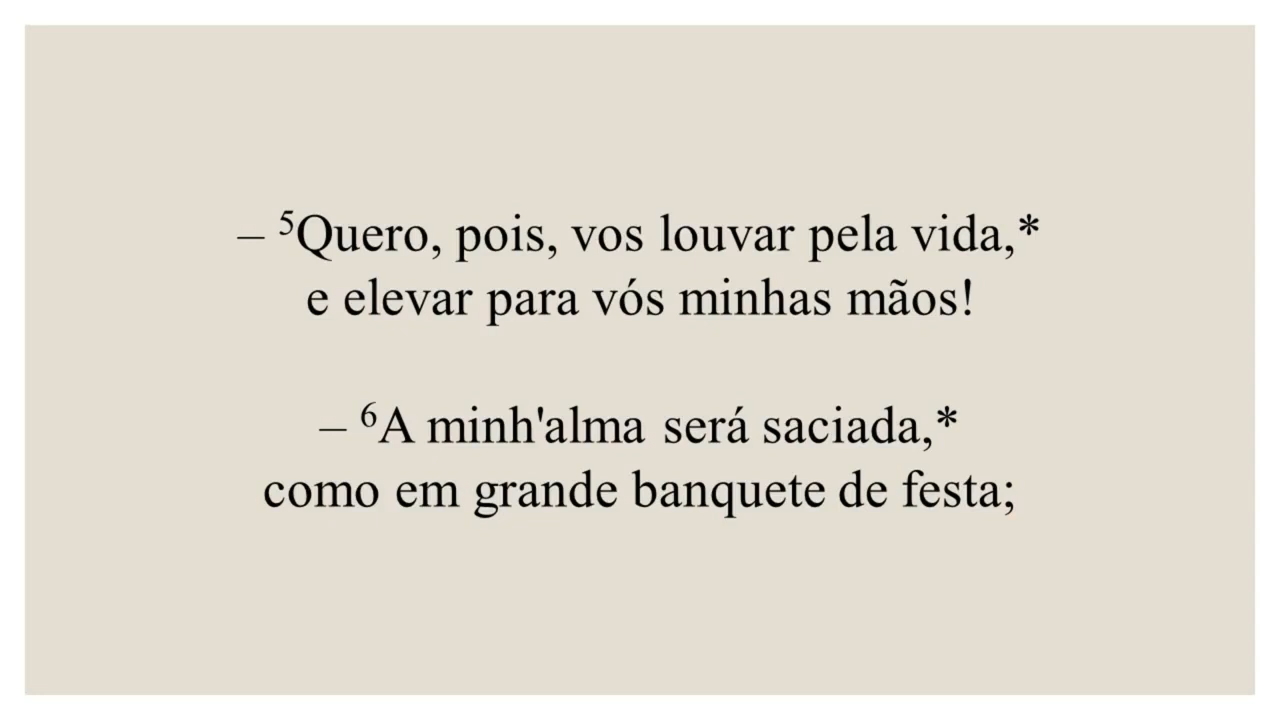 – ⁵Quero, pois, vos louvar pela vida,*
e elevar para vós minhas mãos!
– ⁶A minh'alma será saciada,*
como em grande banquete de festa;